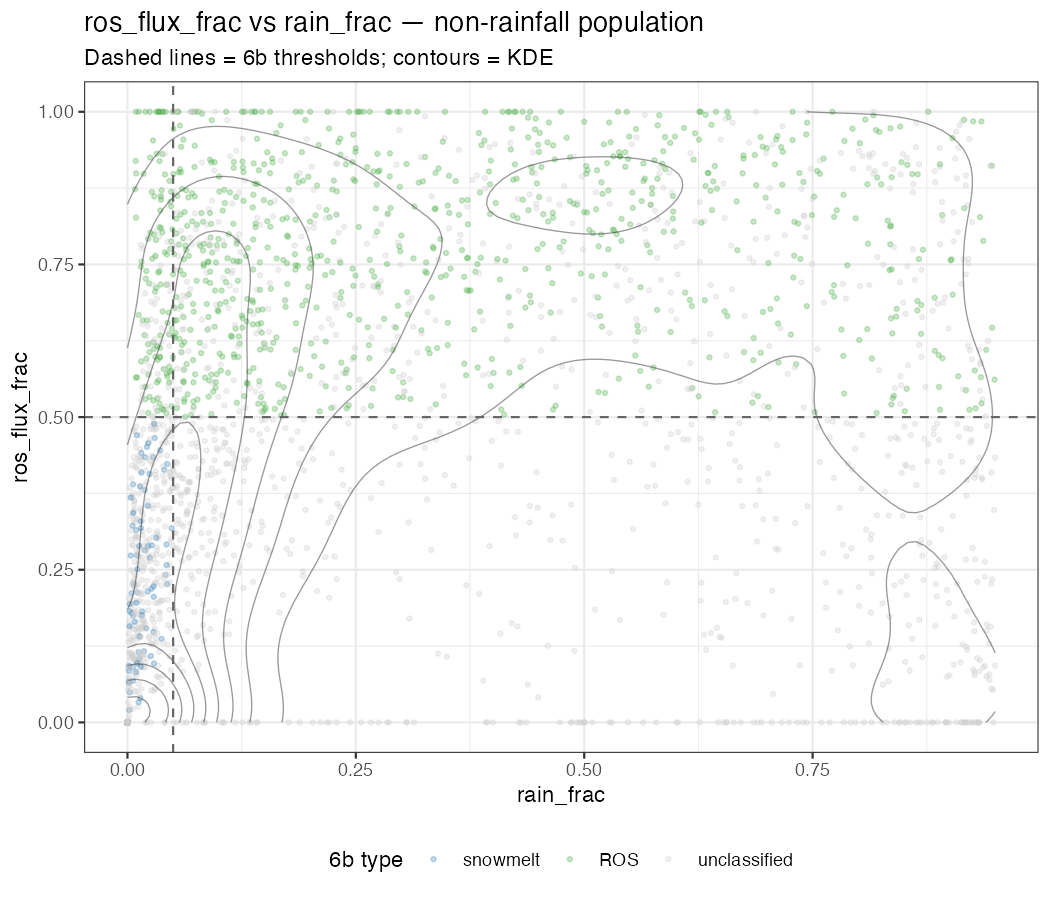 ros_flux_frac vs rain_frac — non-rainfall population
Dashed lines = 6b thresholds; contours = KDE
1.00
0.75
0.50
0.25
0.00
ros_flux_frac
0.00 0.25 0.50 0.75
rain_frac
6b type snowmelt ROS unclassified